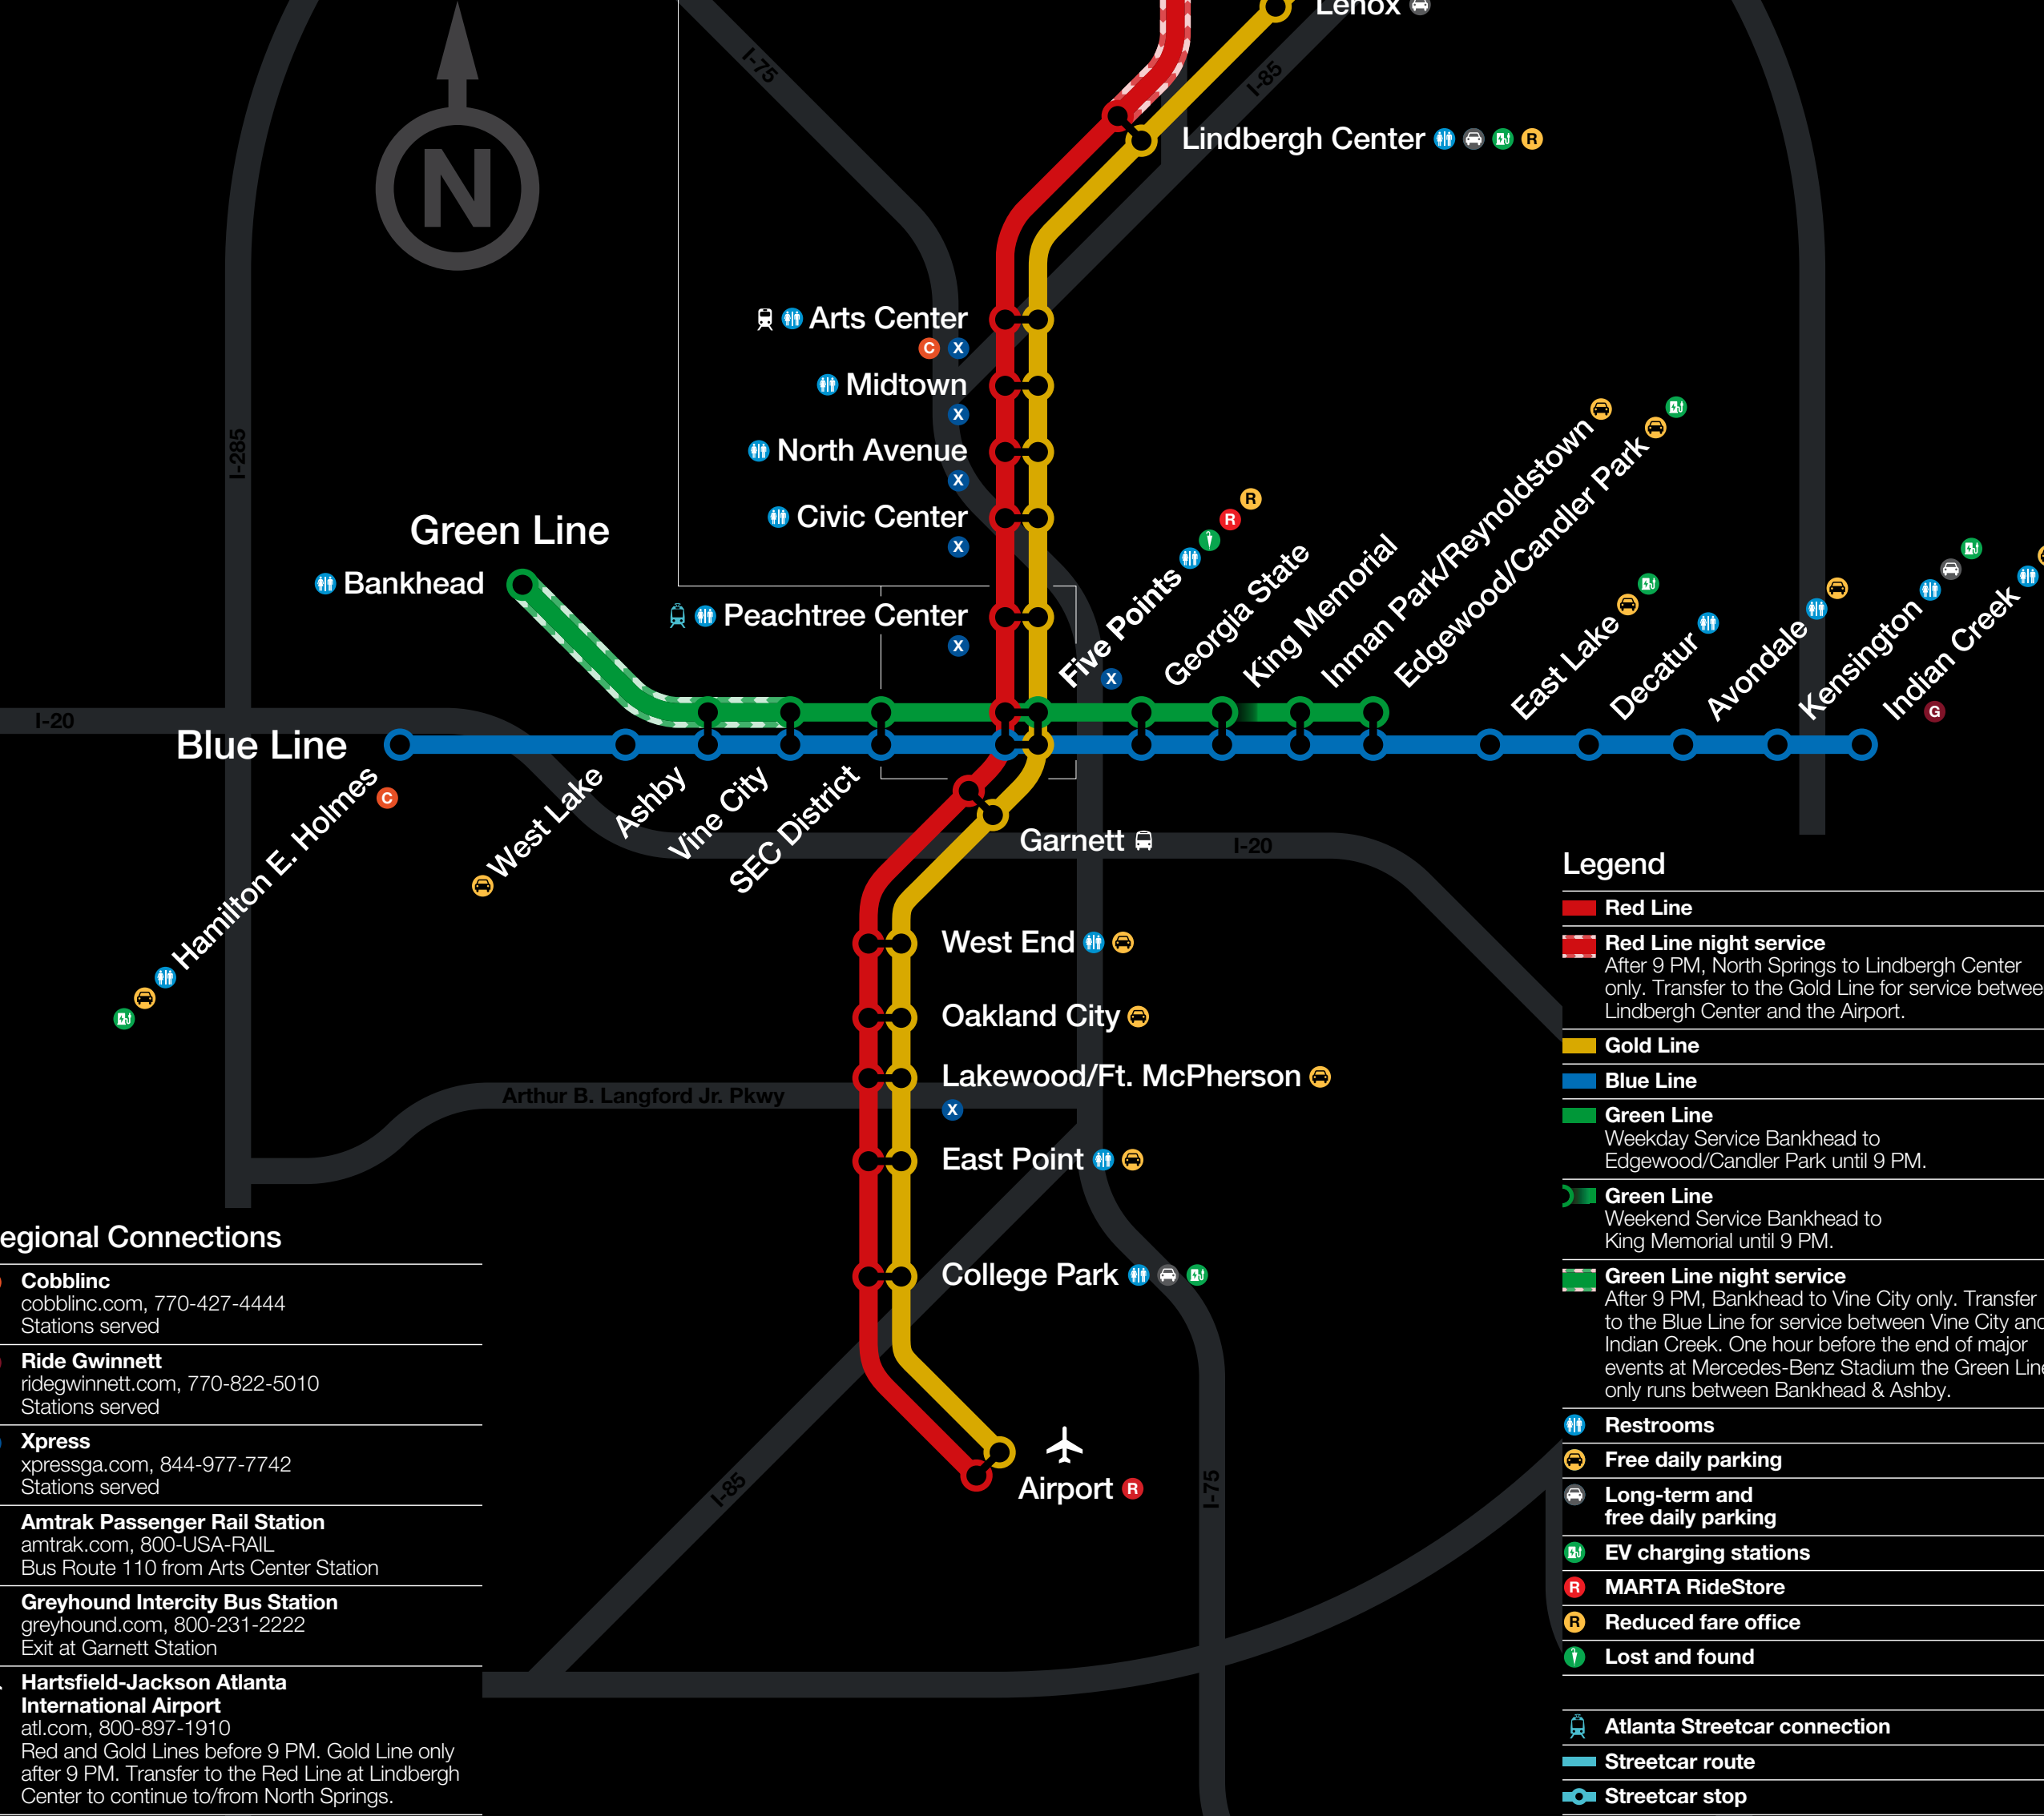 Lenox
I-75
I-85
N
Lindbergh Center R
Arts Center
C X
Midtown
X
North Avenue
X
Civic Center
X
I-285
Green Line
Bankhead
Peachtree Center
X
Five Points R R
X
Georgia State
King Memorial
Inman Park/Reynoldstown
Edgewood/Candler Park
East Lake
Decatur
Avondale
Kensington
Indian Creek
G
I-20
Blue Line
Hamilton E. Holmes
C
West Lake
Ashby
Vine City
SEC District
Garnett
I-20
West End
Oakland City
Lakewood/Ft. McPherson
X
Arthur B. Langford Jr. Pkwy
East Point
College Park
I-85
I-75
Airport R
egional Connections
Cobblinc
cobblinc.com, 770-427-4444
Stations served
Ride Gwinnett
ridegwinnett.com, 770-822-5010
Stations served
Xpress
xpressga.com, 844-977-7742
Stations served
Amtrak Passenger Rail Station
amtrak.com, 800-USA-RAIL
Bus Route 110 from Arts Center Station
Greyhound Intercity Bus Station
greyhound.com, 800-231-2222
Exit at Garnett Station
Hartsfield-Jackson Atlanta
International Airport
atl.com, 800-897-1910
Red and Gold Lines before 9 PM. Gold Line only
after 9 PM. Transfer to the Red Line at Lindbergh
Center to continue to/from North Springs.
Legend
Red Line
Red Line night service
After 9 PM, North Springs to Lindbergh Center
only. Transfer to the Gold Line for service betwee
Lindbergh Center and the Airport.
Gold Line
Blue Line
Green Line
Weekday Service Bankhead to
Edgewood/Candler Park until 9 PM.
Green Line
Weekend Service Bankhead to
King Memorial until 9 PM.
Green Line night service
After 9 PM, Bankhead to Vine City only. Transfer
to the Blue Line for service between Vine City and
Indian Creek. One hour before the end of major
events at Mercedes-Benz Stadium the Green Line
only runs between Bankhead & Ashby.
Restrooms
Free daily parking
Long-term and
free daily parking
EV charging stations
R MARTA RideStore
R Reduced fare office
Lost and found
Atlanta Streetcar connection
Streetcar route
Streetcar stop